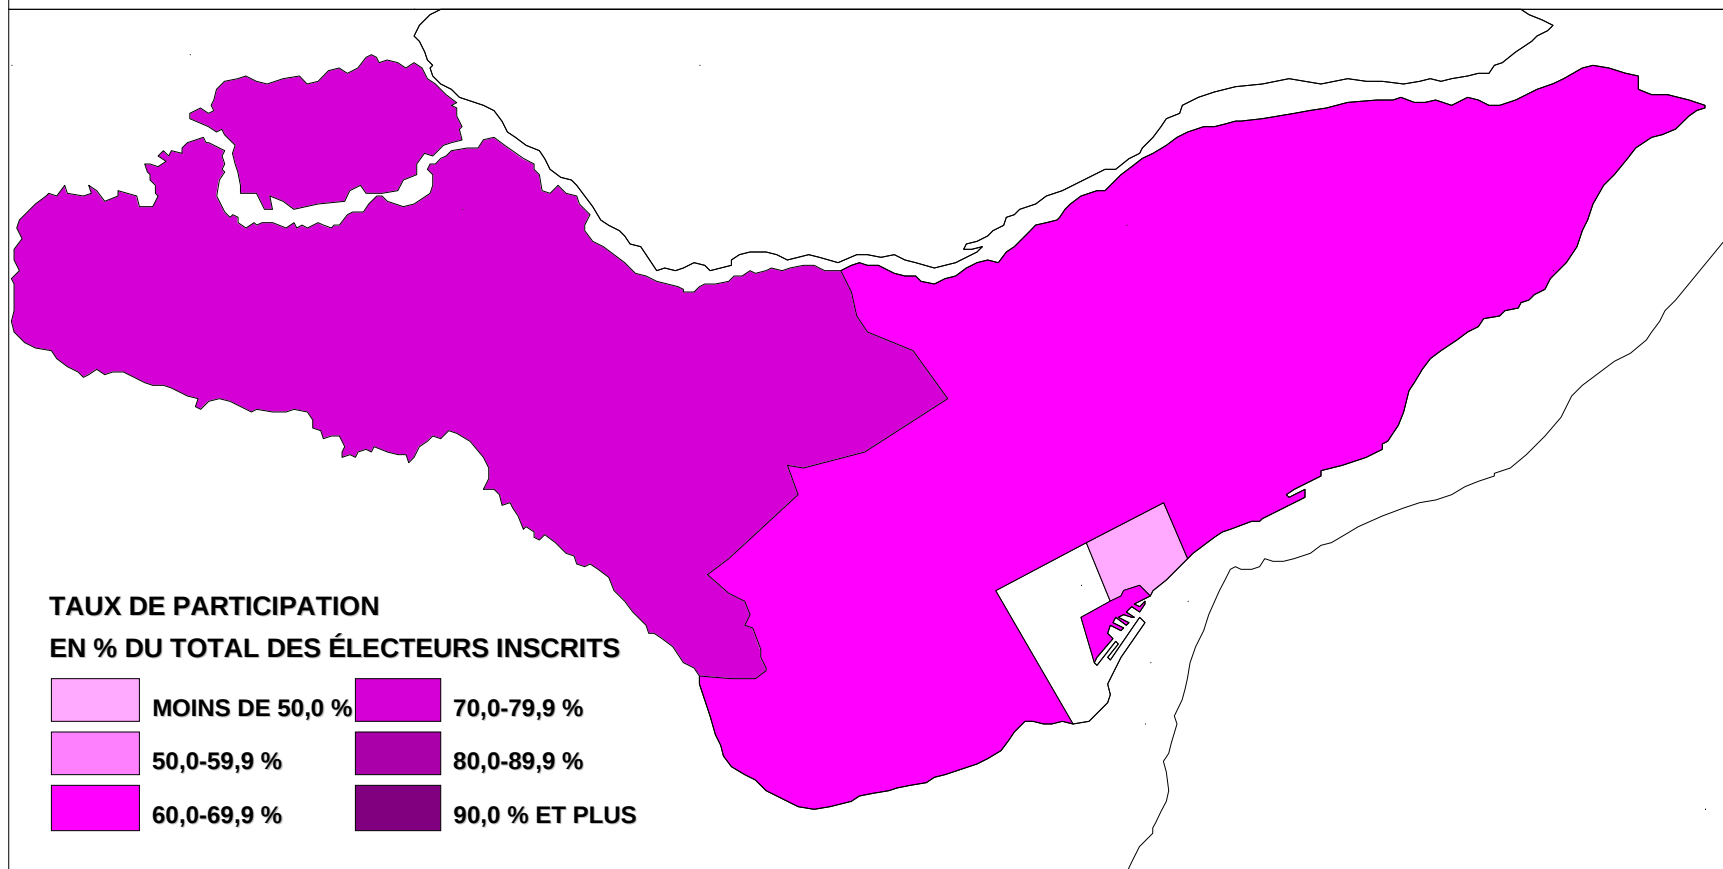 TAUX DE PARTICIPATION
EN % DU TOTAL DES ÉLECTEURS INSCRITS
MOINS DE 50,0 %
50,0-59,9 %
60,0-69,9 %
70,0-79,9 %
80,0-89,9 %
90,0 % ET PLUS